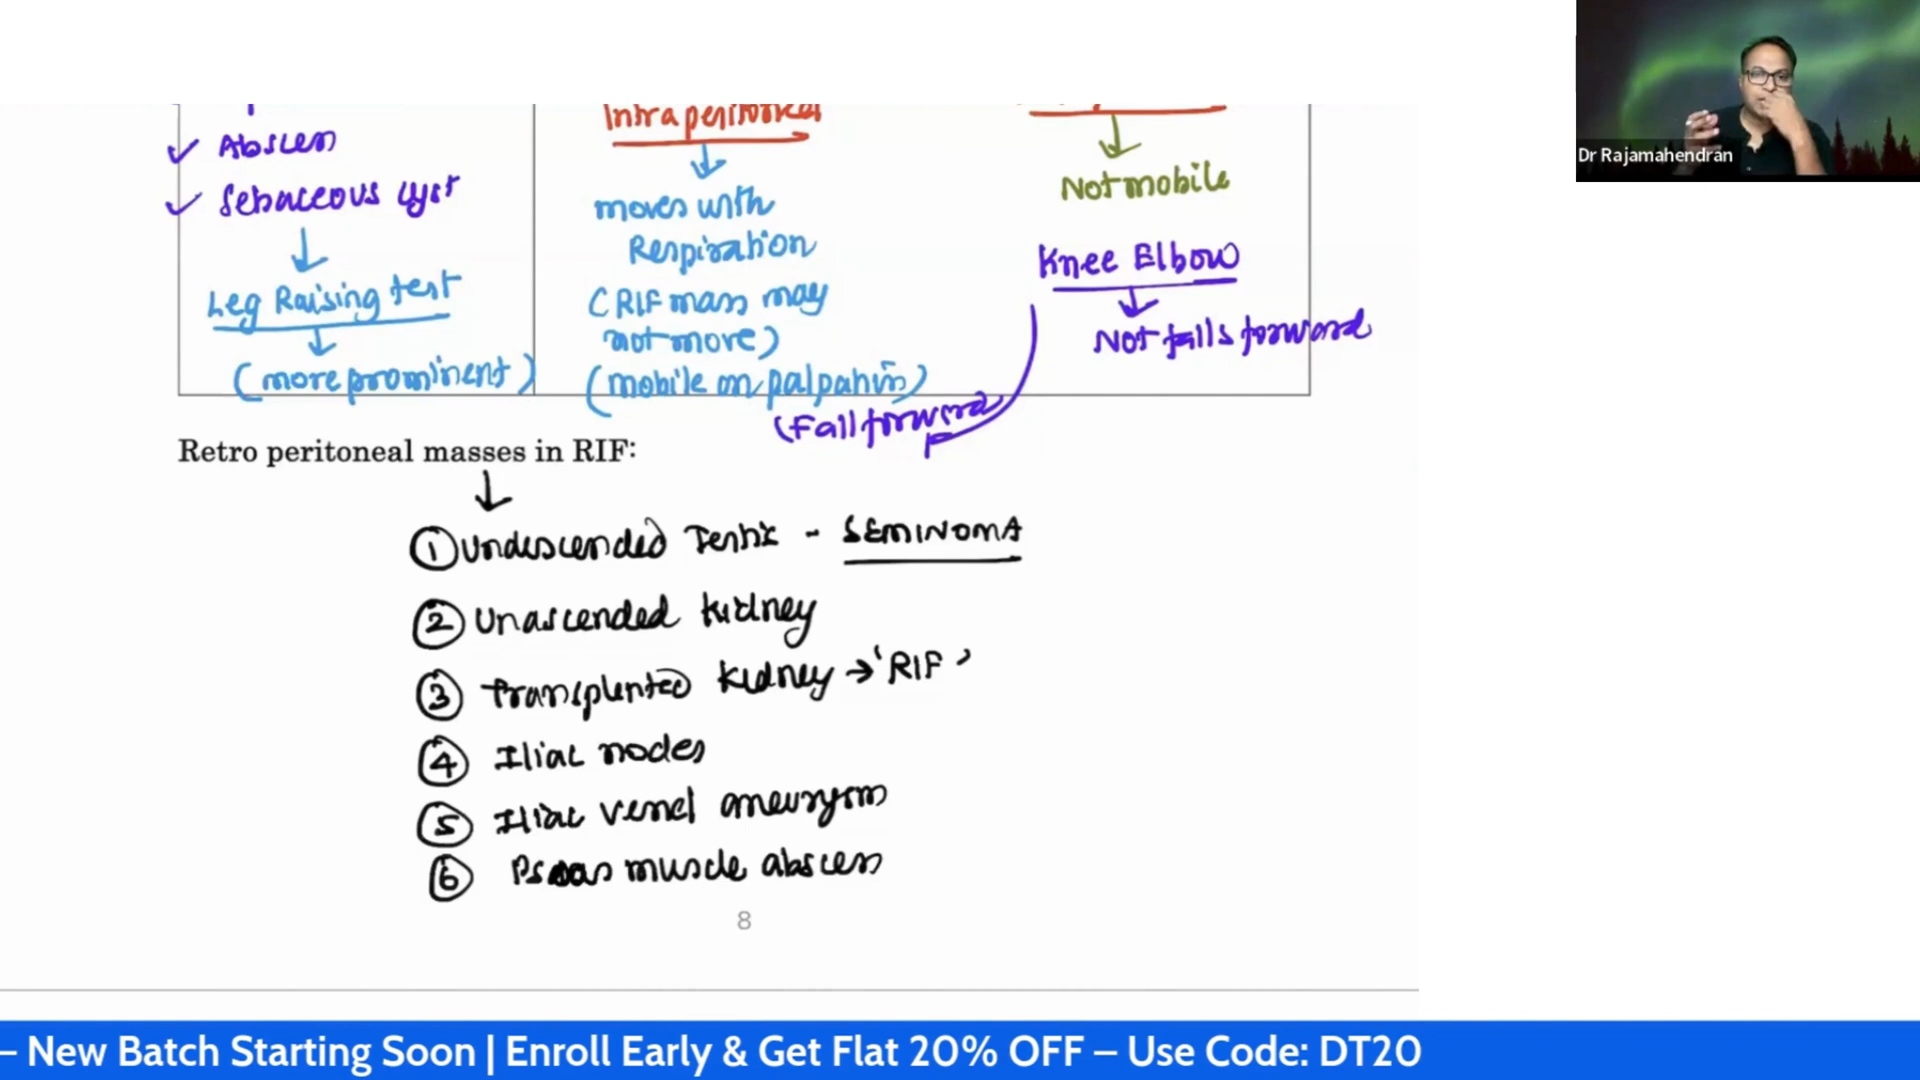 Dr Rajamahendran
Abscess
Sebaceous cyst
Leg Raising test
(more prominent)
Intraperitoneal
moves with
Respiration
(RIF mass may
not move)
(mobile on palpation)
(Fall forward
Not mobile
Knee Elbow
Not falls forward
Retro peritoneal masses in RIF:
① Undescended Testis - SEMINOMA
② Unascended kidney
③ Transplanted kidney → 'RIF'
④ Iliac nodes
⑤ Iliac vessel aneurysm
⑥ Psoas muscle abscess
8
– New Batch Starting Soon | Enroll Early & Get Flat 20% OFF – Use Code: DT20